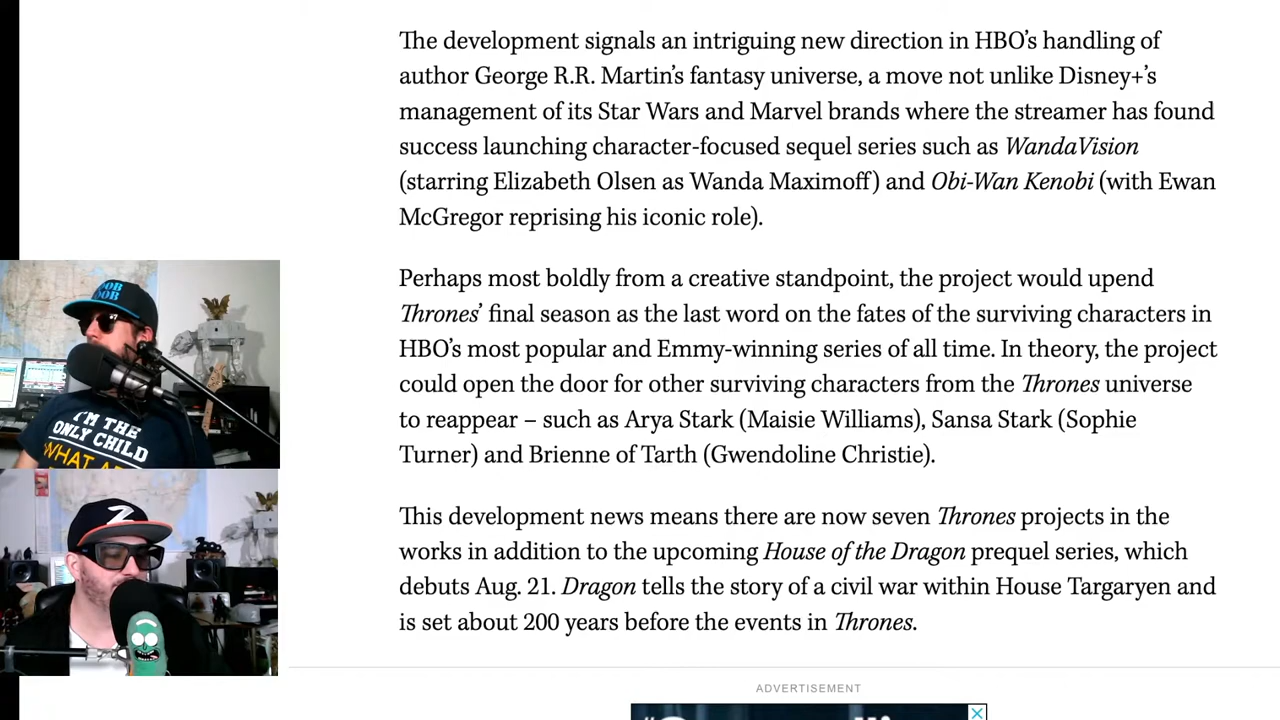 The development signals an intriguing new direction in HBO’s handling of
author George R.R. Martin’s fantasy universe, a move not unlike Disney+’s
management of its Star Wars and Marvel brands where the streamer has found
success launching character-focused sequel series such as WandaVision
(starring Elizabeth Olsen as Wanda Maximoff) and Obi-Wan Kenobi (with Ewan
McGregor reprising his iconic role).
Perhaps most boldly from a creative standpoint, the project would upend
Thrones’ final season as the last word on the fates of the surviving characters in
HBO’s most popular and Emmy-winning series of all time. In theory, the project
could open the door for other surviving characters from the Thrones universe
to reappear – such as Arya Stark (Maisie Williams), Sansa Stark (Sophie
Turner) and Brienne of Tarth (Gwendoline Christie).
This development news means there are now seven Thrones projects in the
works in addition to the upcoming House of the Dragon prequel series, which
debuts Aug. 21. Dragon tells the story of a civil war within House Targaryen and
is set about 200 years before the events in Thrones.
ADVERTISEMENT
I'M THE
ONLY CHILD
WHAT
Z